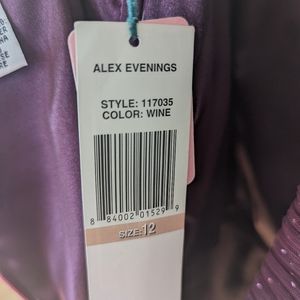 ALEX EVENINGS
STYLE: 117035
COLOR: WINE
8 84002 01529 9
SIZE: 12